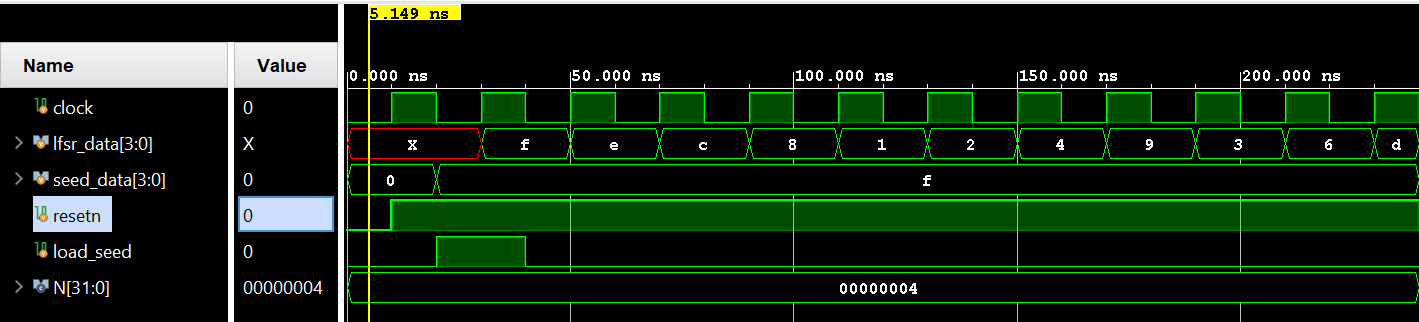 5.149 ns
Name Value
0.000 ns 50.000 ns 100.000 ns 150.000 ns 200.000 ns
clock 0
lfsr_data[3:0] X X f e c 8 1 2 4 9 3 6 d
seed_data[3:0] 0 0 f
resetn 0
load_seed 0
N[31:0] 00000004 00000004